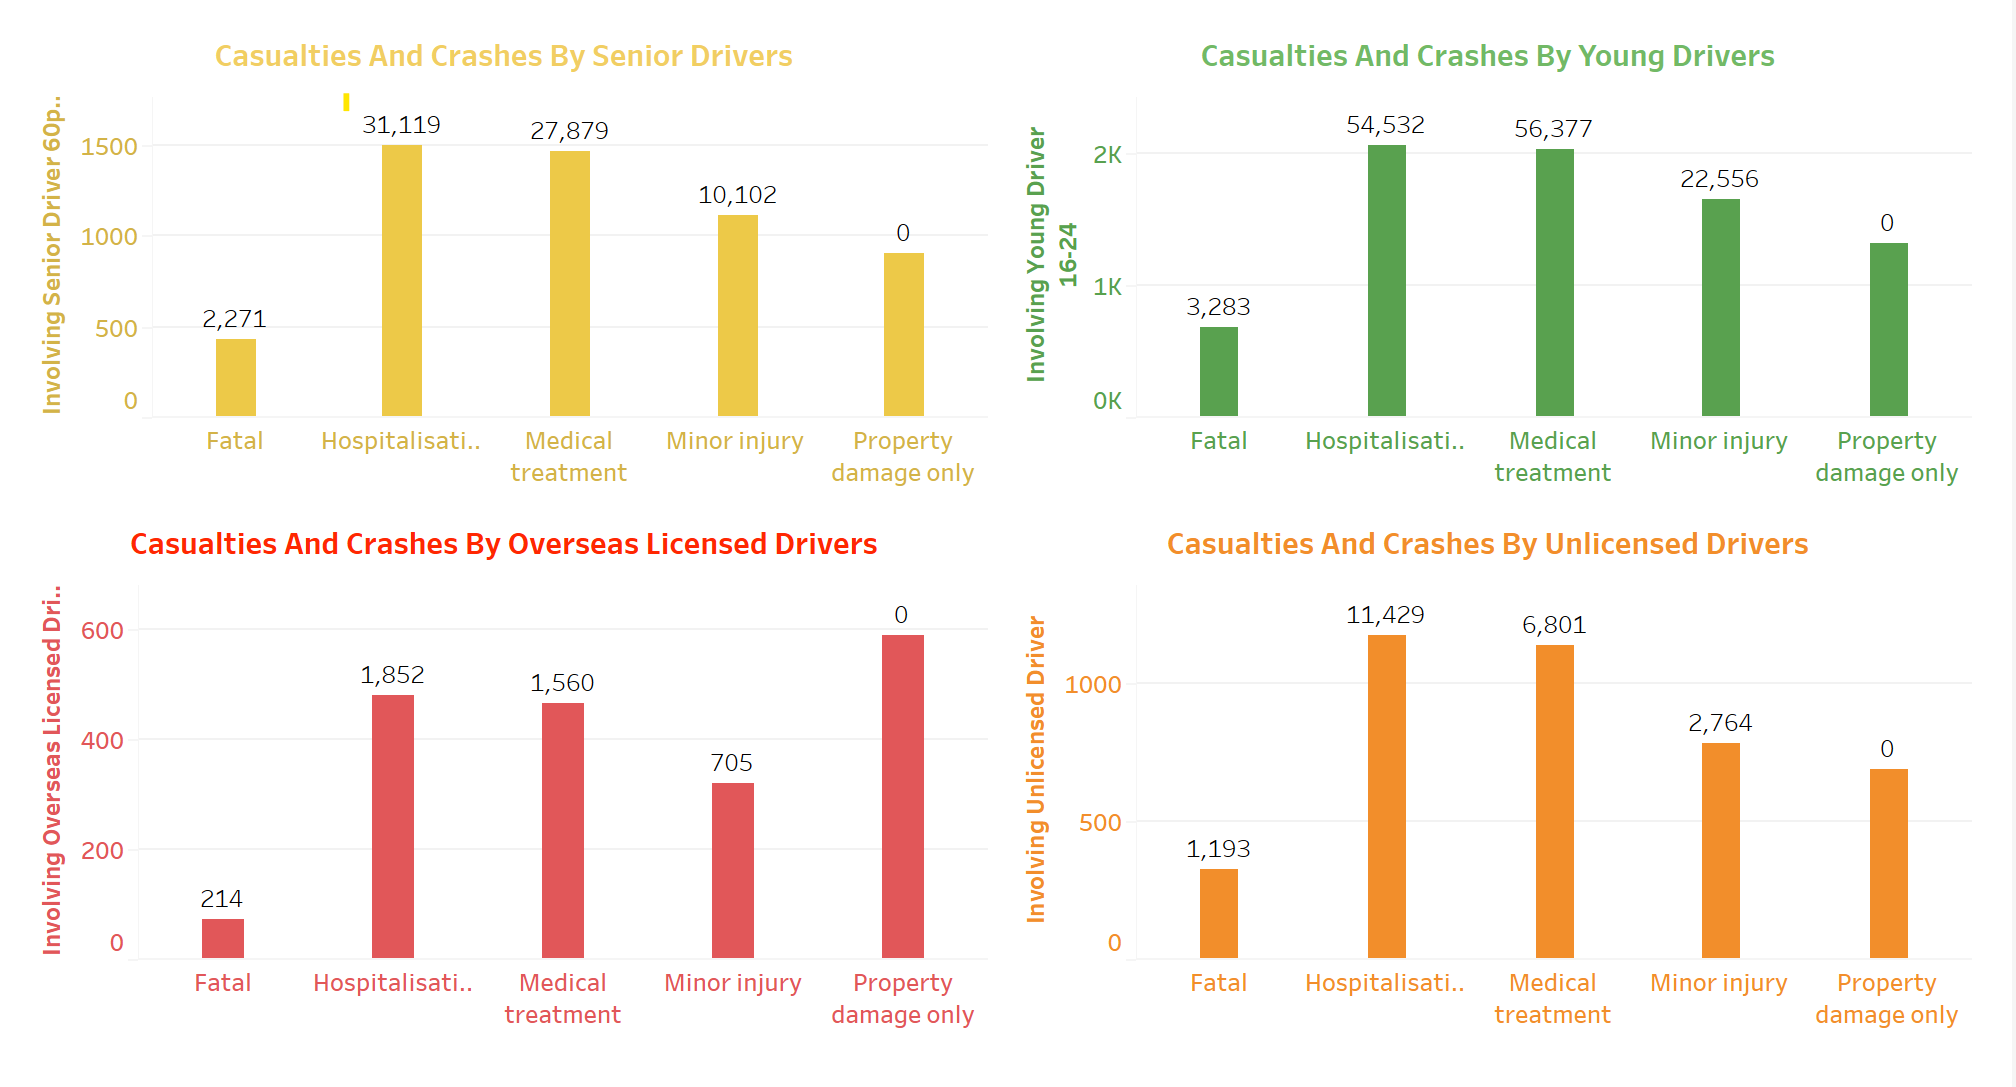 Casualties And Crashes By Senior Drivers
Involving Senior Driver 60p..
1500
1000
500
0
2,271
31,119
27,879
10,102
0
Fatal
Hospitalisati..
Medical
treatment
Minor injury
Property
damage only
Casualties And Crashes By Young Drivers
Involving Young Driver
16-24
2K
1K
0K
3,283
54,532
56,377
22,556
0
Fatal
Hospitalisati..
Medical
treatment
Minor injury
Property
damage only
Casualties And Crashes By Overseas Licensed Drivers
Involving Overseas Licensed Dri..
600
400
200
0
214
1,852
1,560
705
0
Fatal
Hospitalisati..
Medical
treatment
Minor injury
Property
damage only
Casualties And Crashes By Unlicensed Drivers
Involving Unlicensed Driver
1000
500
0
1,193
11,429
6,801
2,764
0
Fatal
Hospitalisati..
Medical
treatment
Minor injury
Property
damage only